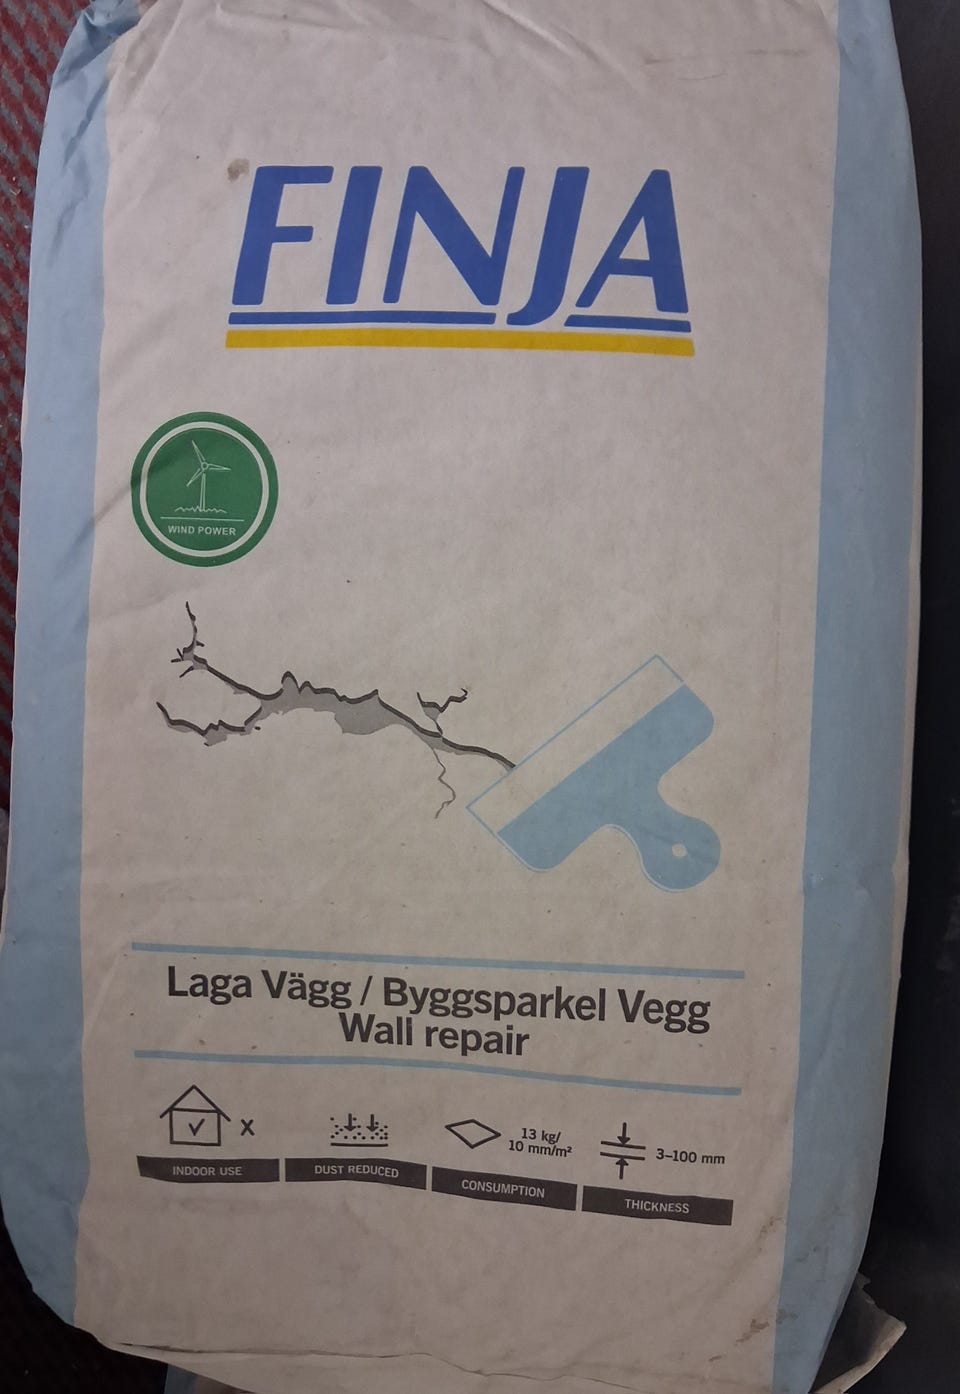 FINJA
WIND POWER
Laga Vägg / Byggsparkel Vegg
Wall repair
X
13 kg/
10 mm/m²
3–100 mm
INDOOR USE
DUST REDUCED
CONSUMPTION
THICKNESS